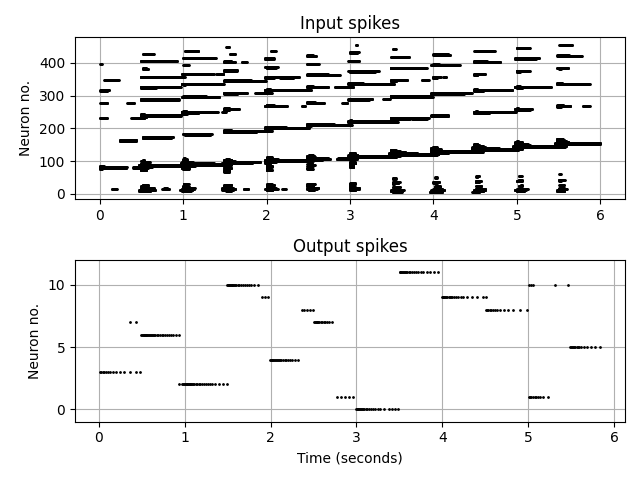 Input spikes
Neuron no.
400
300
200
100
0
0 1 2 3 4 5 6
Output spikes
Neuron no.
10
5
0
0 1 2 3 4 5 6
Time (seconds)